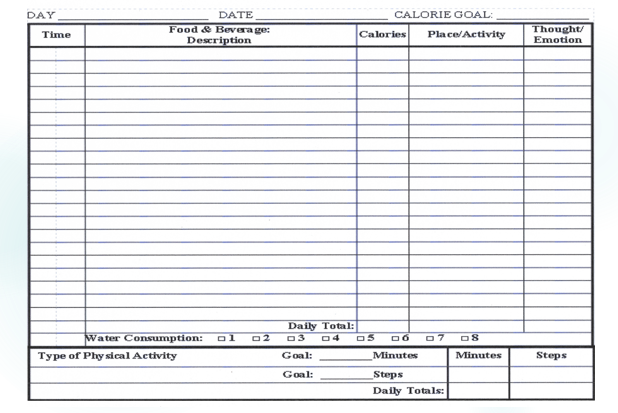 DAY ____________________ DATE ____________________ CALORIE GOAL: ____________
Time Food & Beverage: Description Calories Place/Activity Thought/ Emotion
Daily Total:
Water Consumption: □1 □2 □3 □4 □5 □6 □7 □8
Type of Physical Activity Goal: ________Minutes Minutes Steps
Goal: ________Steps
Daily Totals: